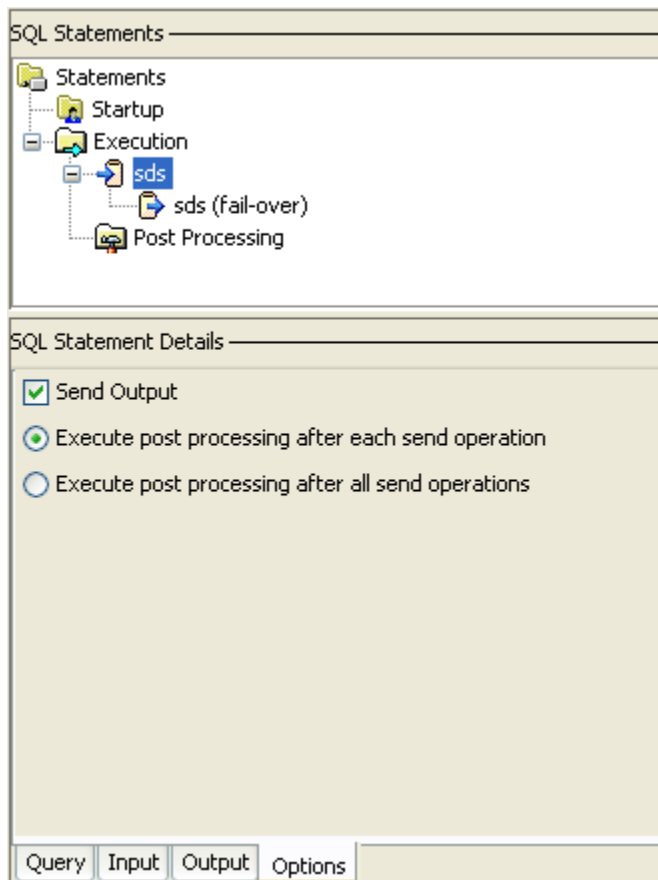 SQL Statements
Statements
Startup
Execution
sds
sds (fail-over)
Post Processing
SQL Statement Details
Send Output
Execute post processing after each send operation
Execute post processing after all send operations
Query Input Output Options